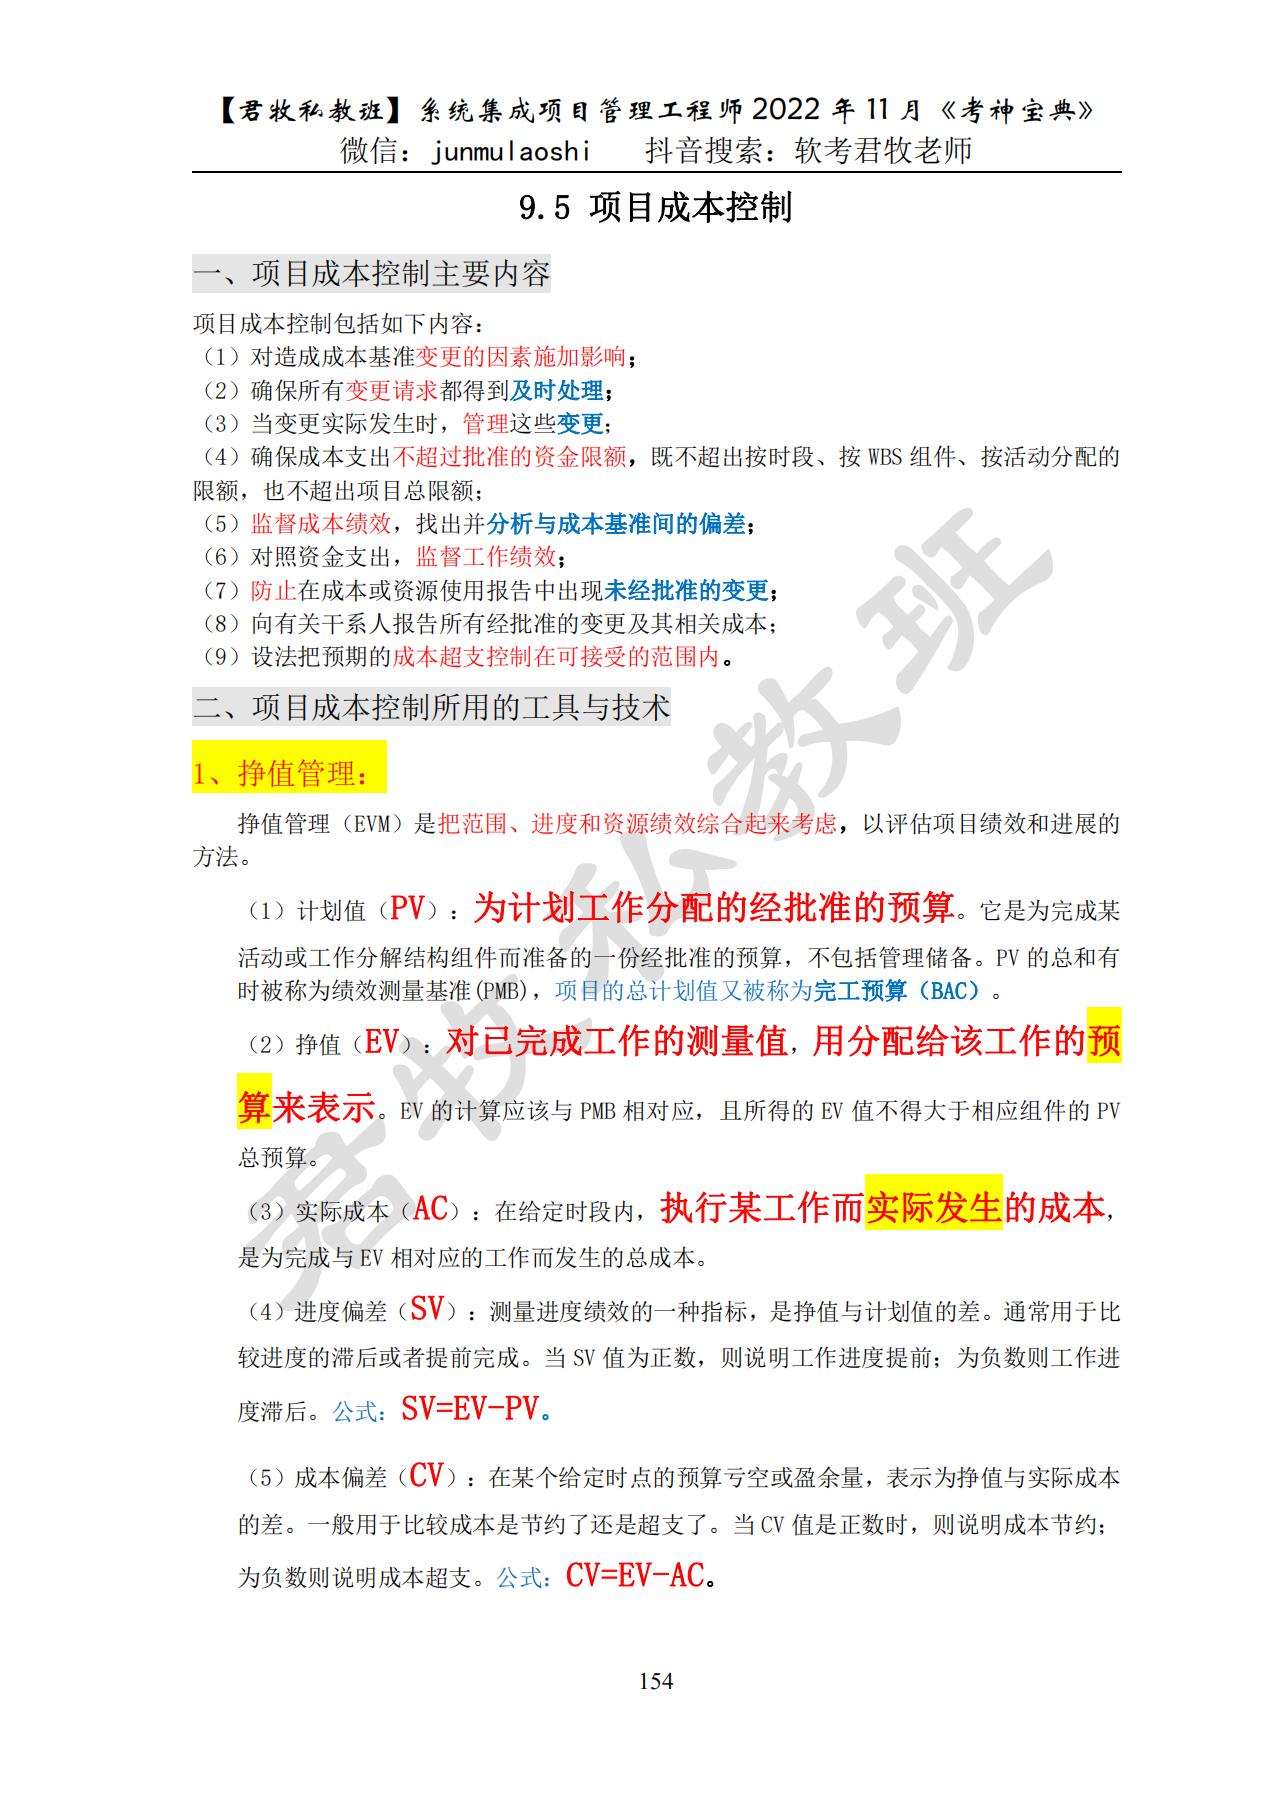 【君牧私教班】系统集成项目管理工程师 2022 年 11 月《考神宝典》
微信：junmulaoshi 抖音搜索：软考君牧老师
9.5 项目成本控制
一、项目成本控制主要内容
项目成本控制包括如下内容：
（1）对造成成本基准变更的因素施加影响；
（2）确保所有变更请求都得到及时处理；
（3）当变更实际发生时，管理这些变更；
（4）确保成本支出不超过批准的资金限额，既不超出按时段、按 WBS 组件、按活动分配的
限额，也不超出项目总限额；
（5）监督成本绩效，找出并分析与成本基准间的偏差；
（6）对照资金支出，监督工作绩效；
（7）防止在成本或资源使用报告中出现未经批准的变更；
（8）向有关干系人报告所有经批准的变更及其相关成本；
（9）设法把预期的成本超支控制在可接受的范围内。
二、项目成本控制所用的工具与技术
1、挣值管理：
挣值管理（EVM）是把范围、进度和资源绩效综合起来考虑，以评估项目绩效和进展的
方法。
（1）计划值（PV）：为计划工作分配的经批准的预算。它是为完成某
活动或工作分解结构组件而准备的一份经批准的预算，不包括管理储备。PV 的总和有
时被称为绩效测量基准(PMB)，项目的总计划值又被称为完工预算（BAC）。
（2）挣值（EV）：对已完成工作的测量值，用分配给该工作的预
算来表示。EV 的计算应该与 PMB 相对应，且所得的 EV 值不得大于相应组件的 PV
总预算。
（3）实际成本（AC）：在给定时段内，执行某工作而实际发生的成本，
是为完成与 EV 相对应的工作而发生的总成本。
（4）进度偏差（SV）：测量进度绩效的一种指标，是挣值与计划值的差。通常用于比
较进度的滞后或者提前完成。当 SV 值为正数，则说明工作进度提前；为负数则工作进
度滞后。公式：SV=EV-PV。
（5）成本偏差（CV）：在某个给定时点的预算亏空或盈余量，表示为挣值与实际成本
的差。一般用于比较成本是节约了还是超支了。当 CV 值是正数时，则说明成本节约；
为负数则说明成本超支。公式：CV=EV-AC。
君牧私教班
154